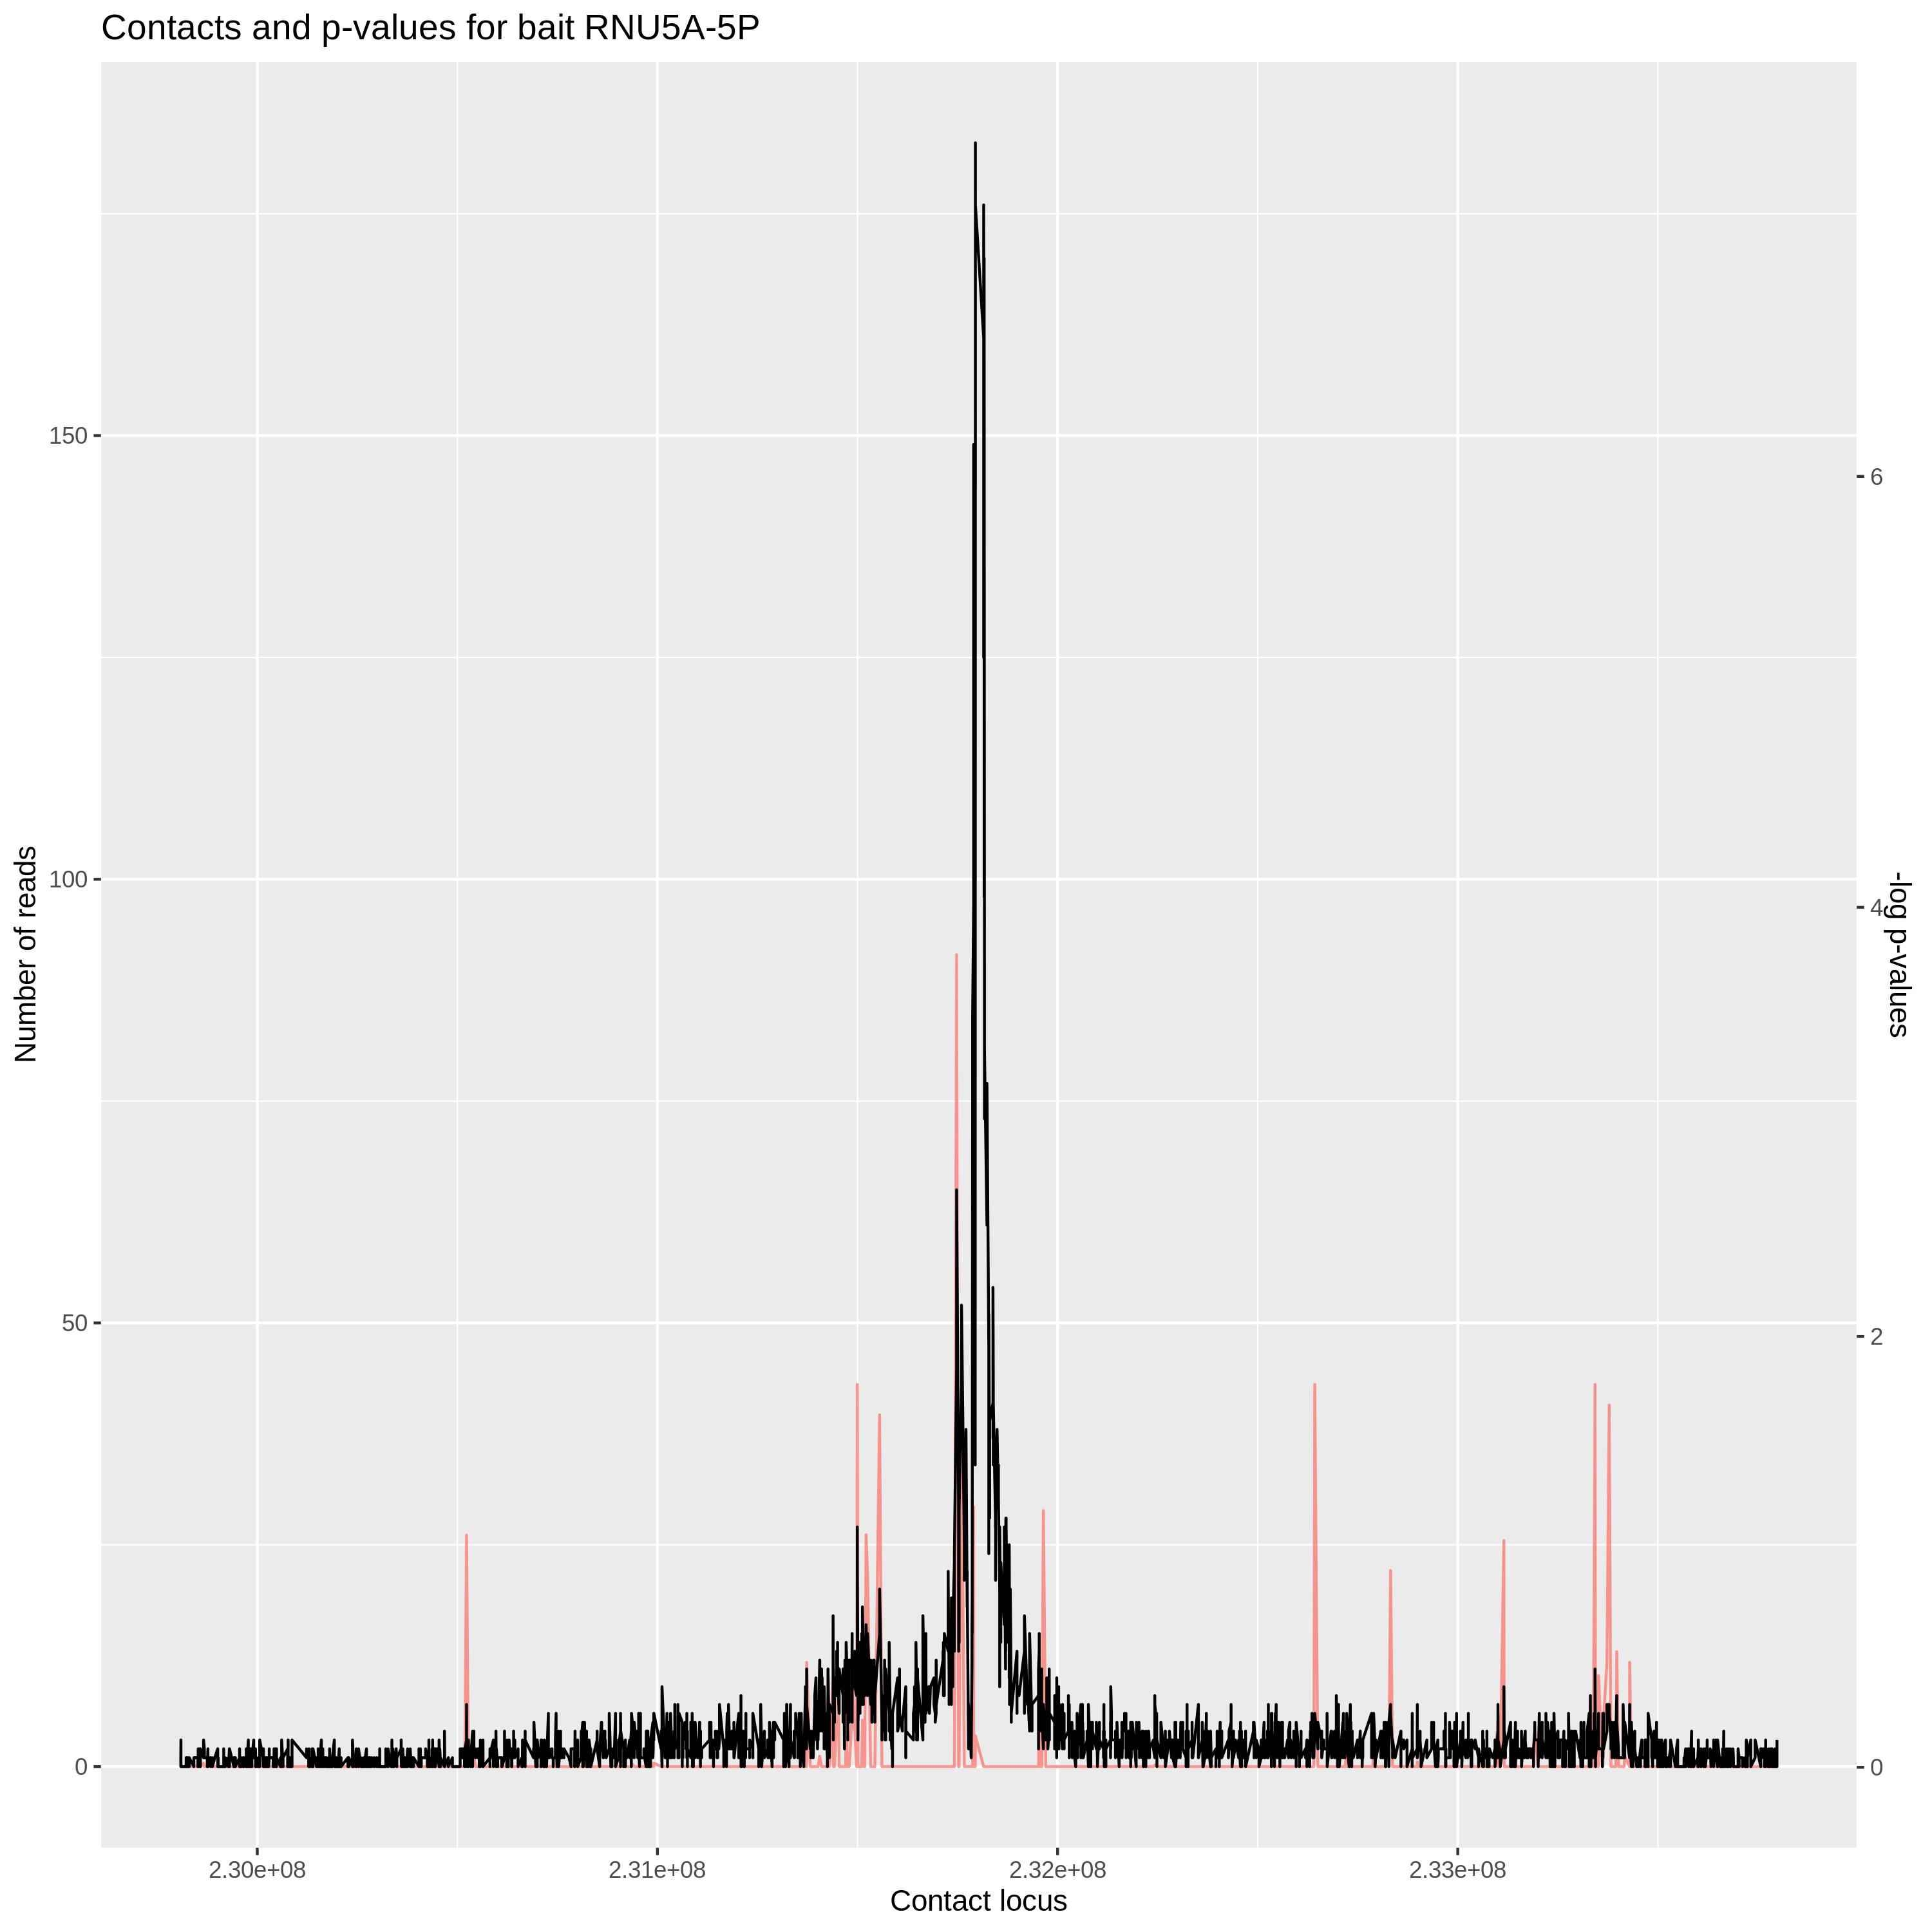 Contacts and p-values for bait RNU5A-5P
Number of reads
150
100
50
0
6
4
2
0
-log p-values
2.30e+08
2.31e+08
2.32e+08
2.33e+08
Contact locus